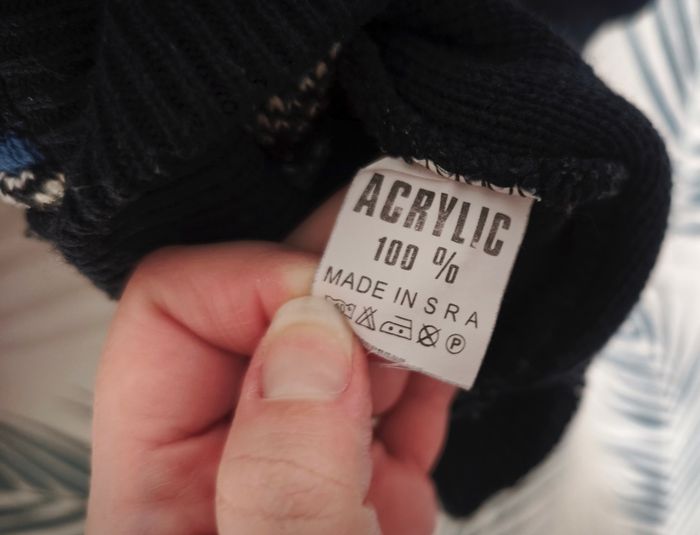 ACRYLIC
100 %
MADE IN S R A
P